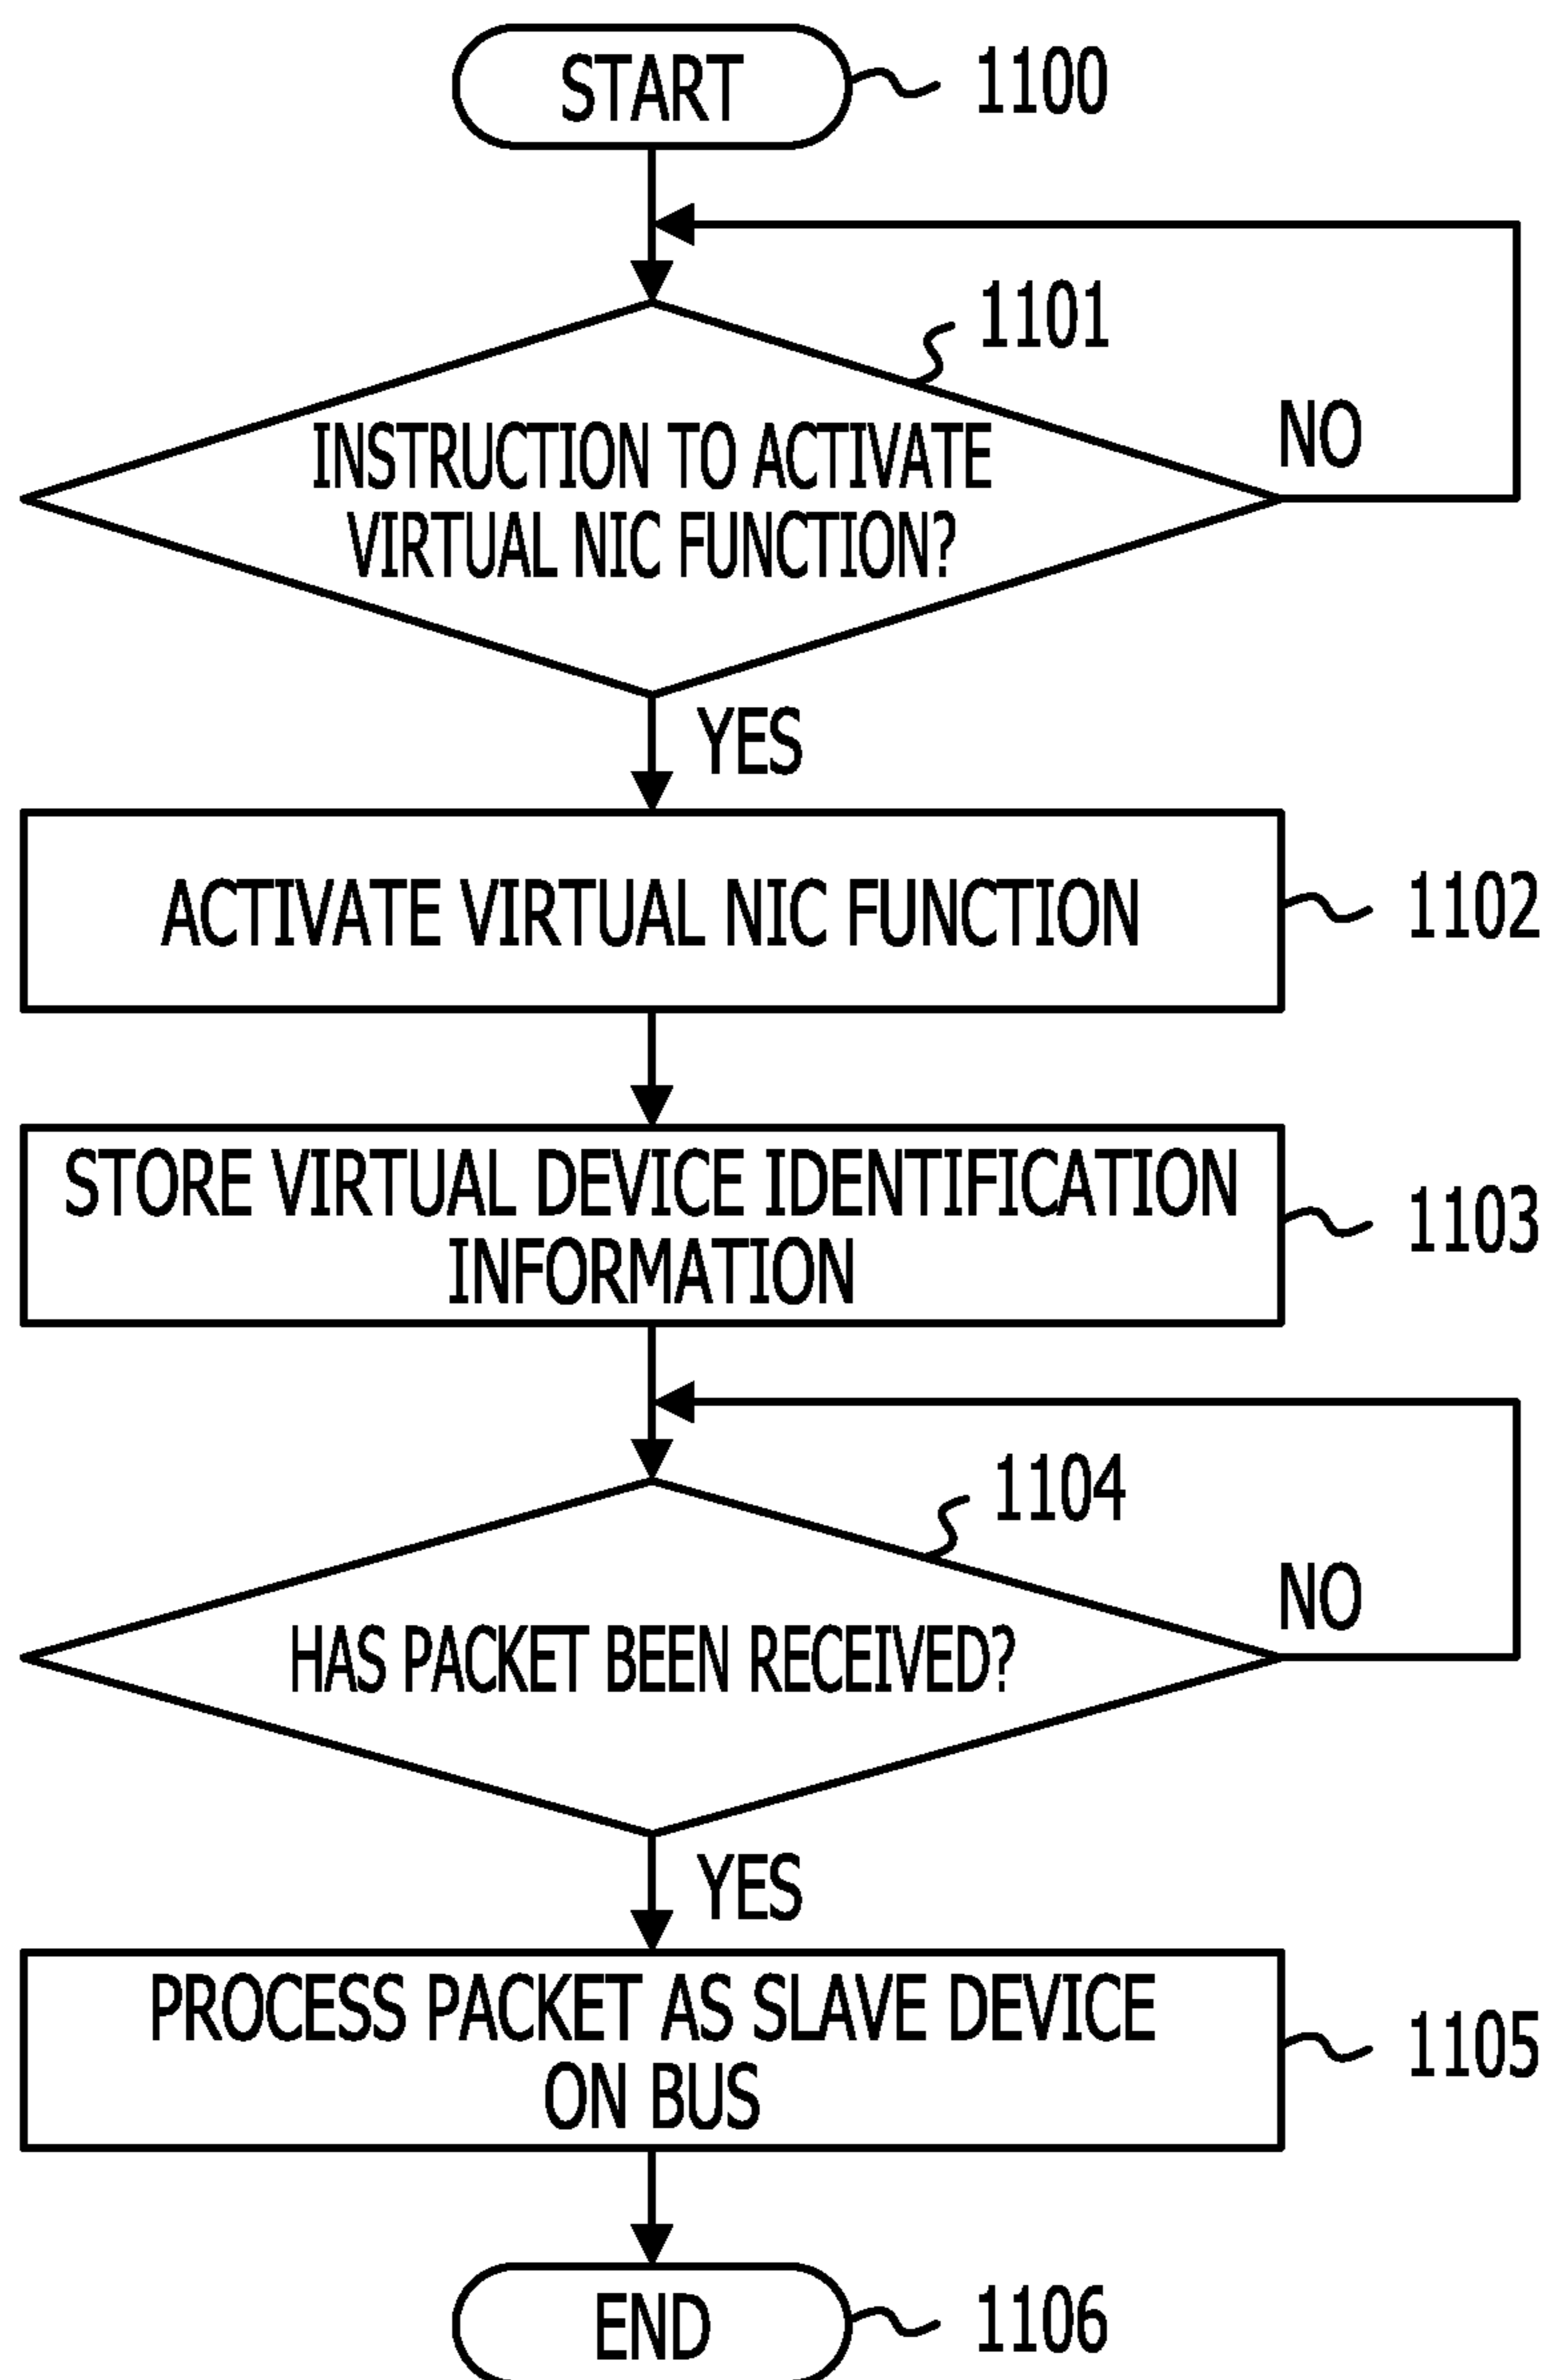 START
1100
1101
INSTRUCTION TO ACTIVATE
VIRTUAL NIC FUNCTION?
NO
YES
ACTIVATE VIRTUAL NIC FUNCTION
1102
STORE VIRTUAL DEVICE IDENTIFICATION
INFORMATION
1103
1104
HAS PACKET BEEN RECEIVED?
NO
YES
PROCESS PACKET AS SLAVE DEVICE
ON BUS
1105
END
1106